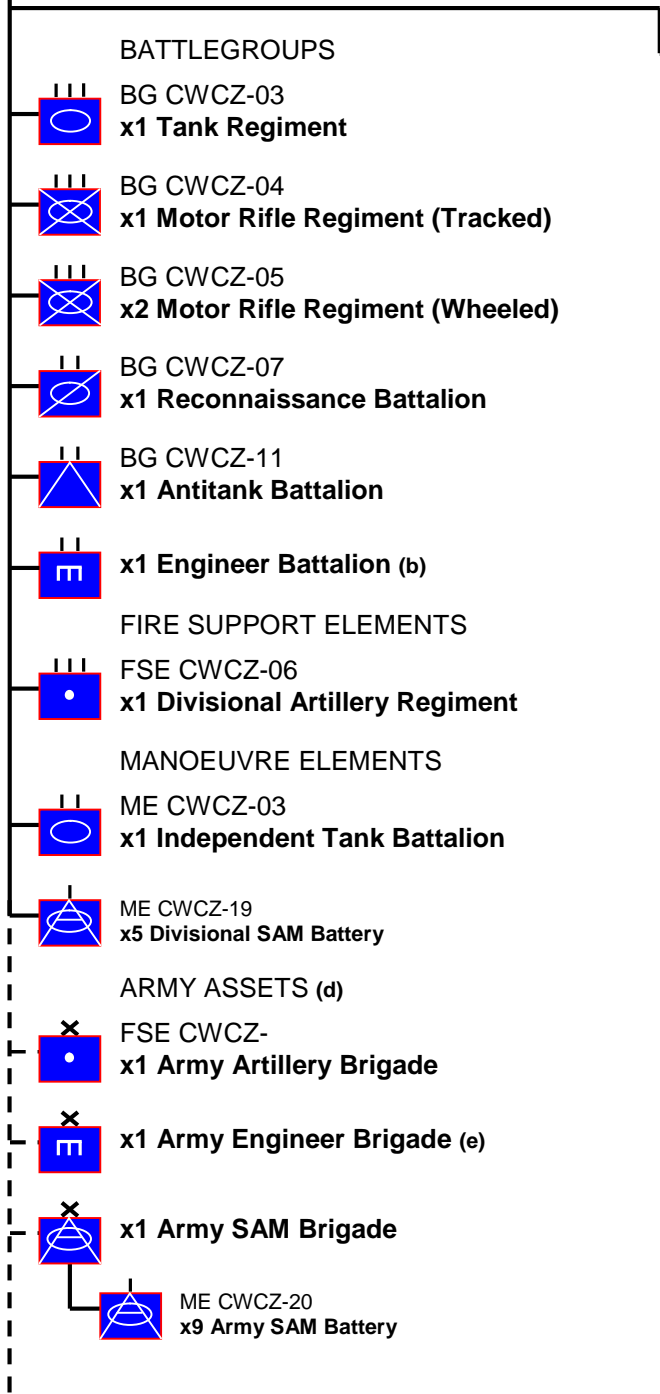 BATTLEGROUPS
BG CWCZ-03
x1 Tank Regiment
BG CWCZ-04
x1 Motor Rifle Regiment (Tracked)
BG CWCZ-05
x2 Motor Rifle Regiment (Wheeled)
BG CWCZ-07
x1 Reconnaissance Battalion
BG CWCZ-11
x1 Antitank Battalion
x1 Engineer Battalion (b)
FIRE SUPPORT ELEMENTS
FSE CWCZ-06
x1 Divisional Artillery Regiment
MANOEUVRE ELEMENTS
ME CWCZ-03
x1 Independent Tank Battalion
ME CWCZ-19
x5 Divisional SAM Battery
ARMY ASSETS (d)
FSE CWCZ-
x1 Army Artillery Brigade
x1 Army Engineer Brigade (e)
x1 Army SAM Brigade
ME CWCZ-20
x9 Army SAM Battery